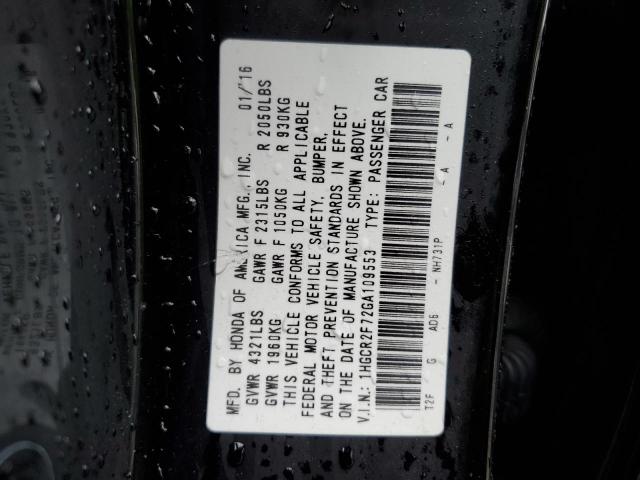 MFD. BY HONDA OF AMERICA MFG., INC. 01/16
GVWR 4321LBS GAWR F 2315LBS R 2050LBS
GVWR 1960KG GAWR F 1050KG R 930KG
THIS VEHICLE CONFORMS TO ALL APPLICABLE
FEDERAL MOTOR VEHICLE SAFETY, BUMPER,
AND THEFT PREVENTION STANDARDS IN EFFECT
ON THE DATE OF MANUFACTURE SHOWN ABOVE.
V.I.N.: 1HGCR2F72GA109553 TYPE: PASSENGER CAR
T2F G AD6 - NH731P - A - A